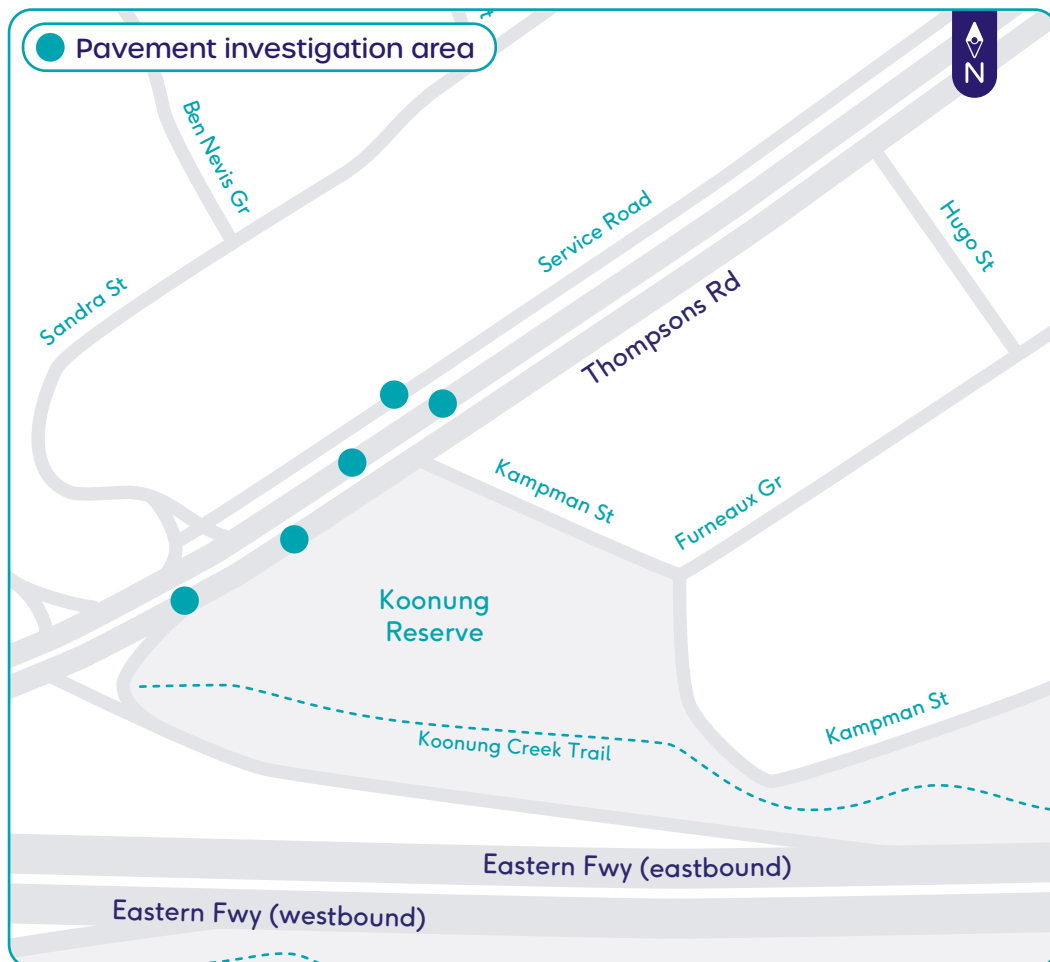 Pavement investigation area
N
Ben Nevis Gr
Service Road
Hugo St
Sandra St
Thompsons Rd
Kampman St
Furneaux Gr
Koonung
Reserve
Kampman St
Koonung Creek Trail
Eastern Fwy (eastbound)
Eastern Fwy (westbound)